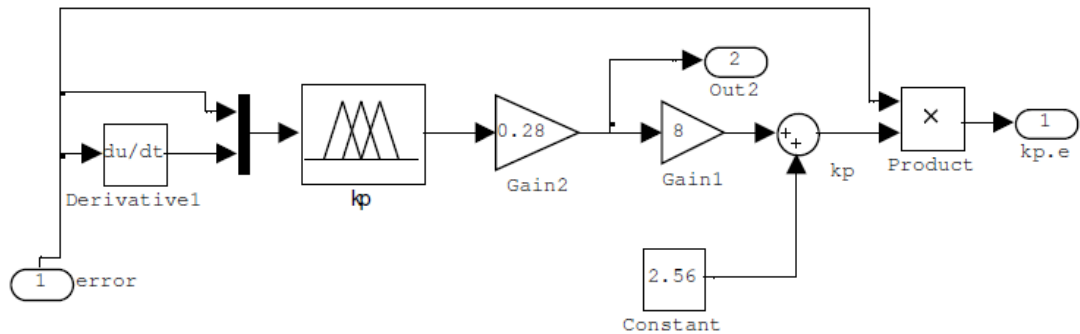 2
Out2
du/dt
Derivative1
kp
0.28
Gain2
8
Gain1
+
+
kp
×
Product
1
kp.e
1
error
2.56
Constant